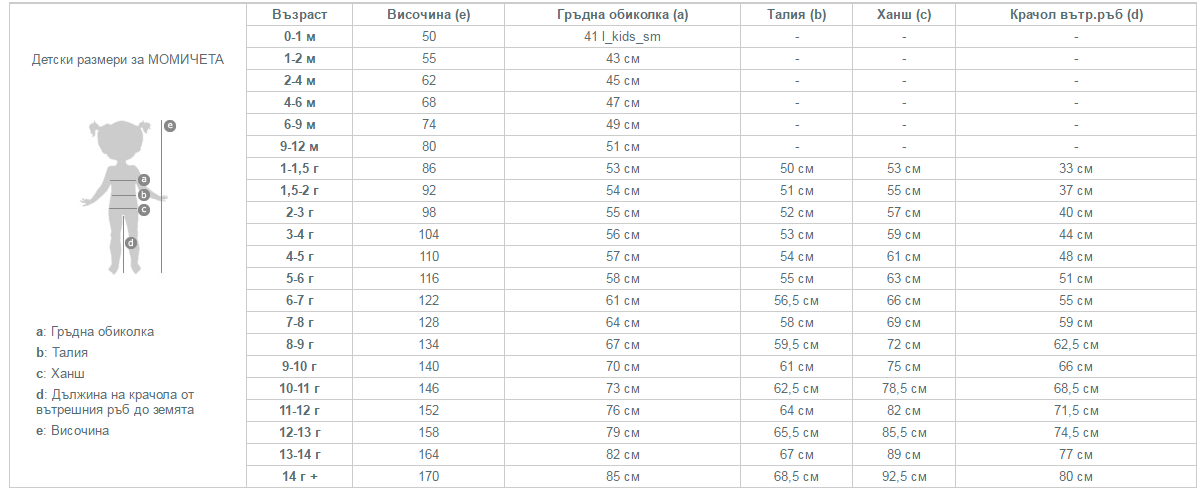 Детски размери за МОМИЧЕТА
e
a
b
c
d
a: Гръдна обиколка
b: Талия
c: Ханш
d: Дължина на крачола от
вътрешния ръб до земята
e: Височина
Възраст Височина (e) Гръдна обиколка (a) Талия (b) Ханш (c) Крачол вътр.ръб (d)
0-1 м 50 41 l_kids_sm - - -
1-2 м 55 43 см - - -
2-4 м 62 45 см - - -
4-6 м 68 47 см - - -
6-9 м 74 49 см - - -
9-12 м 80 51 см - - -
1-1,5 г 86 53 см 50 см 53 см 33 см
1,5-2 г 92 54 см 51 см 55 см 37 см
2-3 г 98 55 см 52 см 57 см 40 см
3-4 г 104 56 см 53 см 59 см 44 см
4-5 г 110 57 см 54 см 61 см 48 см
5-6 г 116 58 см 55 см 63 см 51 см
6-7 г 122 61 см 56,5 см 66 см 55 см
7-8 г 128 64 см 58 см 69 см 59 см
8-9 г 134 67 см 59,5 см 72 см 62,5 см
9-10 г 140 70 см 61 см 75 см 66 см
10-11 г 146 73 см 62,5 см 78,5 см 68,5 см
11-12 г 152 76 см 64 см 82 см 71,5 см
12-13 г 158 79 см 65,5 см 85,5 см 74,5 см
13-14 г 164 82 см 67 см 89 см 77 см
14 г + 170 85 см 68,5 см 92,5 см 80 см